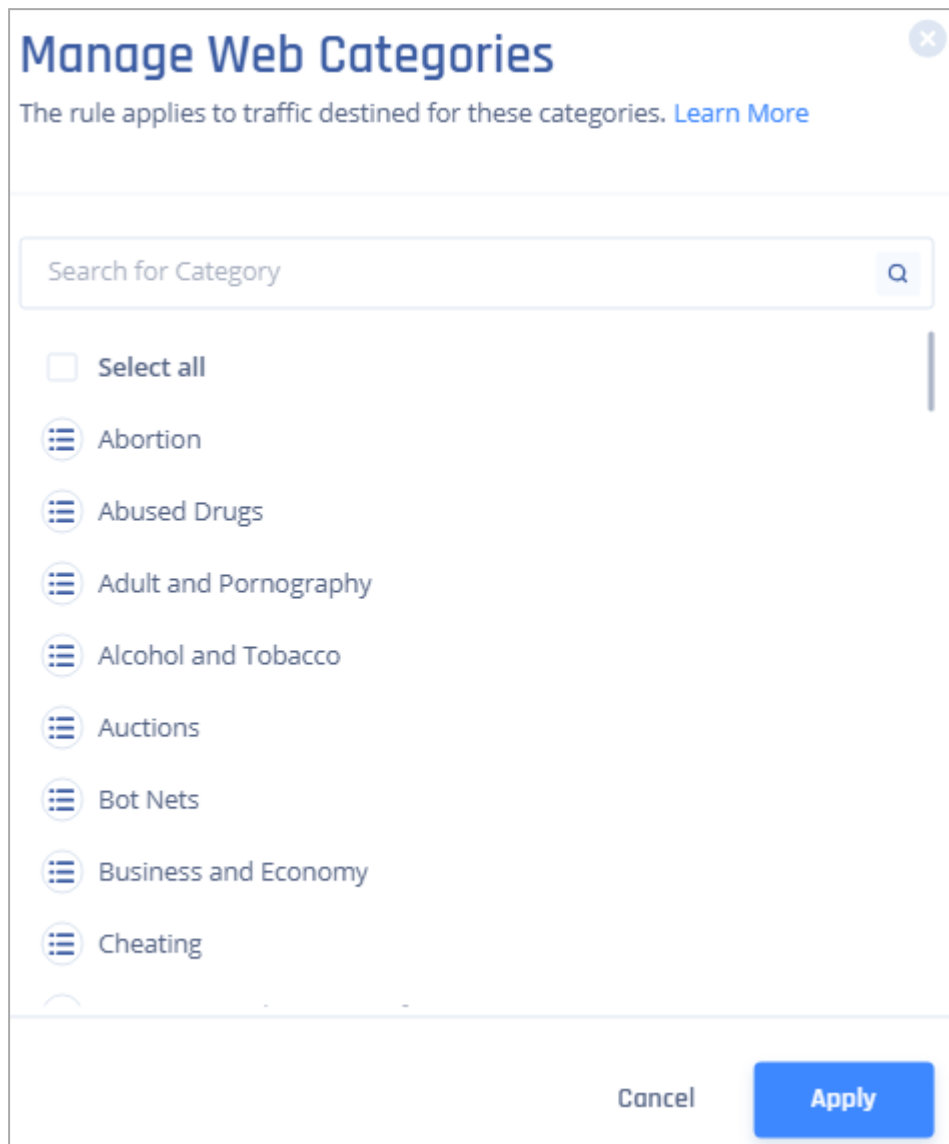 Manage Web Categories
The rule applies to traffic destined for these categories. Learn More
Search for Category
Select all
Abortion
Abused Drugs
Adult and Pornography
Alcohol and Tobacco
Auctions
Bot Nets
Business and Economy
Cheating
Cancel
Apply